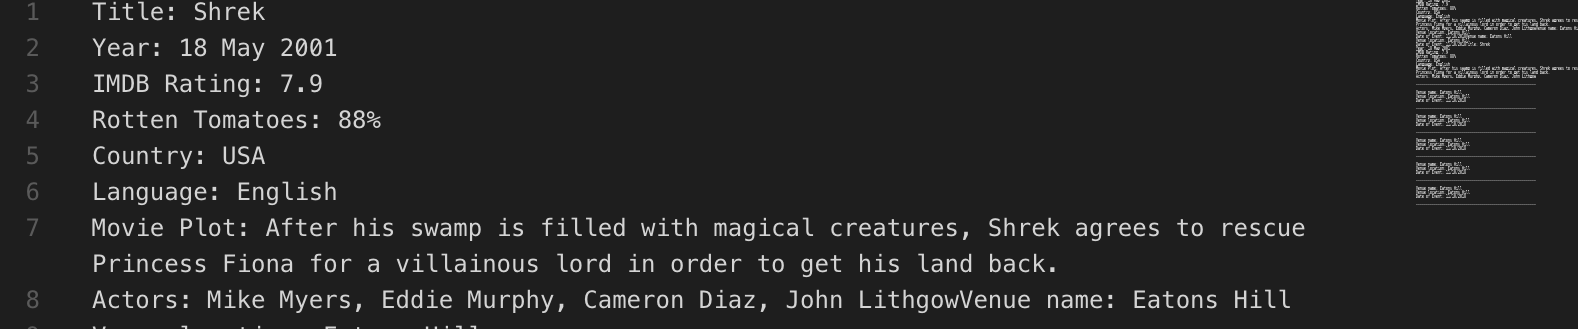 1 Title: Shrek
2 Year: 18 May 2001
3 IMDB Rating: 7.9
4 Rotten Tomatoes: 88%
5 Country: USA
6 Language: English
7 Movie Plot: After his swamp is filled with magical creatures, Shrek agrees to rescue
Princess Fiona for a villainous lord in order to get his land back.
8 Actors: Mike Myers, Eddie Murphy, Cameron Diaz, John LithgowVenue name: Eatons Hill